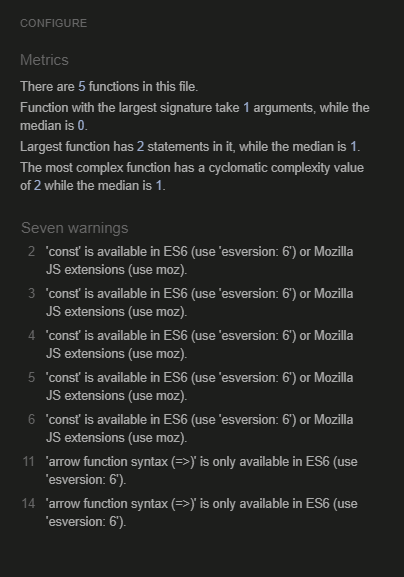 CONFIGURE
Metrics
There are 5 functions in this file.
Function with the largest signature take 1 arguments, while the
median is 0.
Largest function has 2 statements in it, while the median is 1.
The most complex function has a cyclomatic complexity value
of 2 while the median is 1.
Seven warnings
2 'const' is available in ES6 (use 'esversion: 6') or Mozilla
JS extensions (use moz).
3 'const' is available in ES6 (use 'esversion: 6') or Mozilla
JS extensions (use moz).
4 'const' is available in ES6 (use 'esversion: 6') or Mozilla
JS extensions (use moz).
5 'const' is available in ES6 (use 'esversion: 6') or Mozilla
JS extensions (use moz).
6 'const' is available in ES6 (use 'esversion: 6') or Mozilla
JS extensions (use moz).
11 'arrow function syntax (=>)' is only available in ES6 (use
'esversion: 6').
14 'arrow function syntax (=>)' is only available in ES6 (use
'esversion: 6').